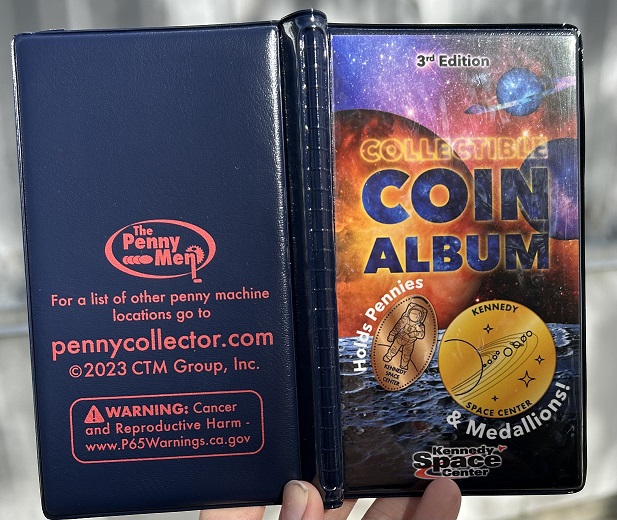 The
Penny
Men
For a list of other penny machine
locations go to
pennycollector.com
©2023 CTM Group, Inc.
WARNING: Cancer
and Reproductive Harm -
www.P65Warnings.ca.gov
3rd Edition
COLLECTIBLE
COIN
ALBUM
Holds Pennies
KENNEDY
SPACE
CENTER
KENNEDY
SPACE CENTER
& Medallions!
Kennedy
Space
Center